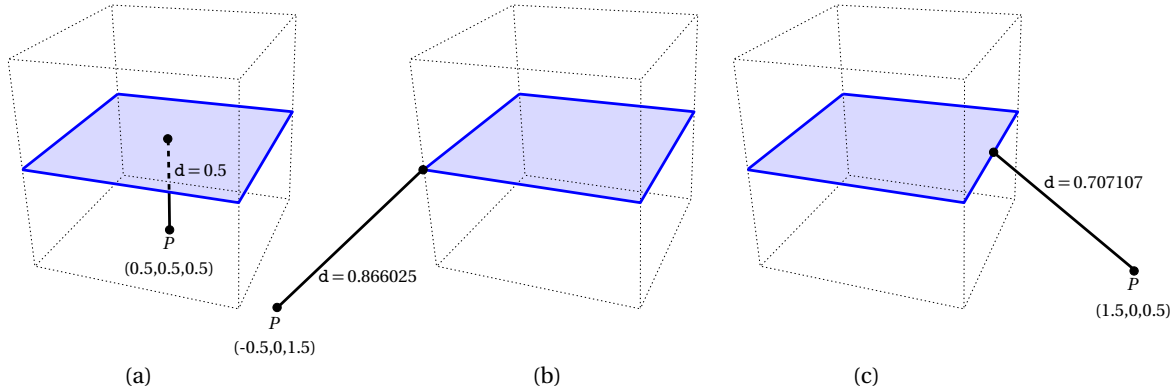 d = 0.5
P
(0.5,0.5,0.5)
(a)
d = 0.866025
P
(-0.5,0,1.5)
(b)
d = 0.707107
P
(1.5,0,0.5)
(c)